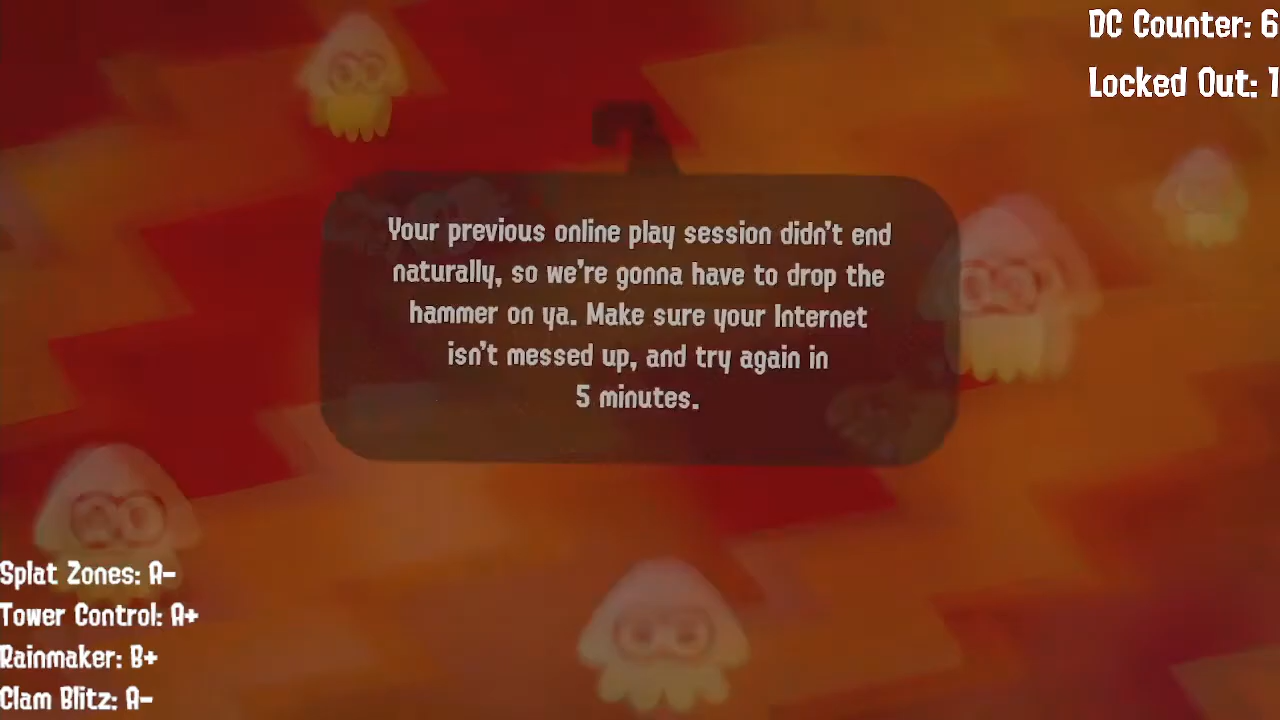 DC Counter: 6
Locked Out: 1
Your previous online play session didn't end
naturally, so we're gonna have to drop the
hammer on ya. Make sure your Internet
isn't messed up, and try again in
5 minutes.
Splat Zones: A-
Tower Control: A+
Rainmaker: B+
Clam Blitz: A-